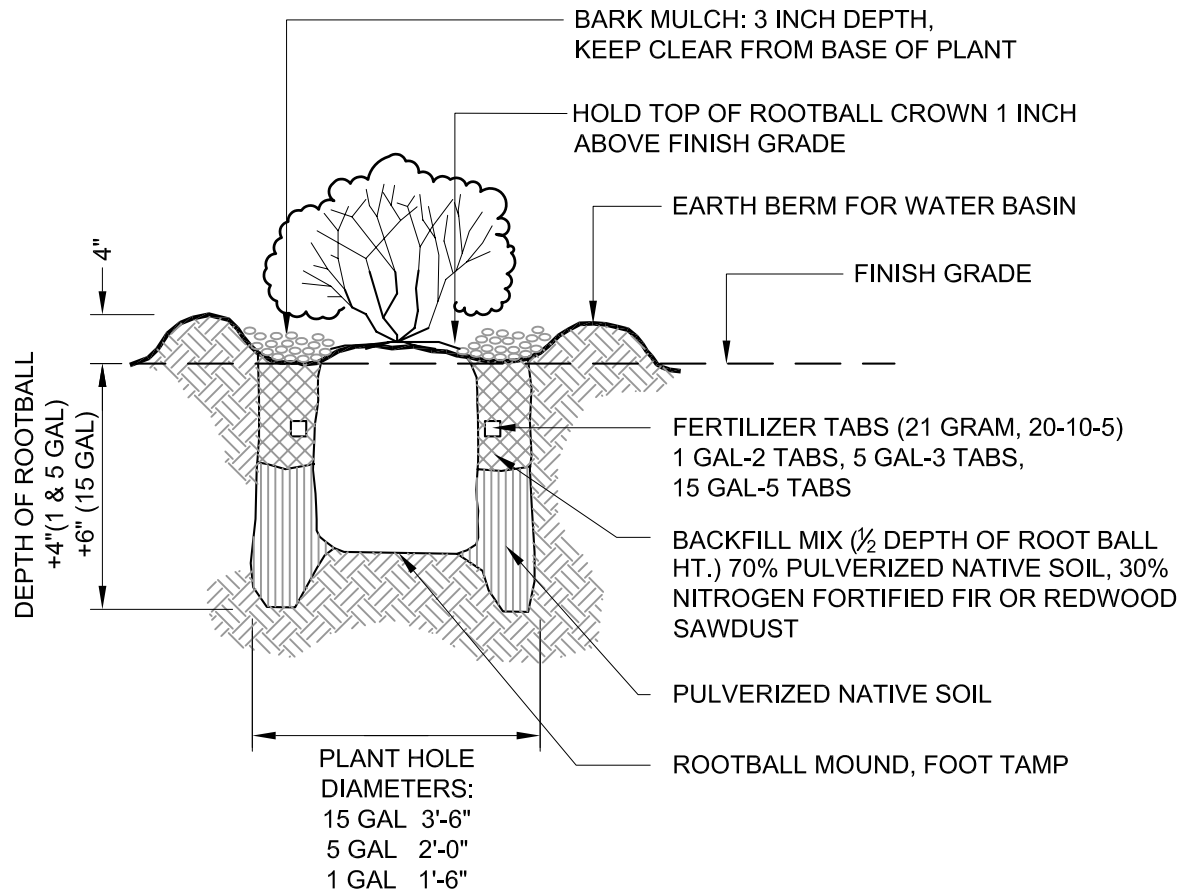 BARK MULCH: 3 INCH DEPTH,
KEEP CLEAR FROM BASE OF PLANT
HOLD TOP OF ROOTBALL CROWN 1 INCH
ABOVE FINISH GRADE
EARTH BERM FOR WATER BASIN
FINISH GRADE
4"
DEPTH OF ROOTBALL
+4"(1 & 5 GAL)
+6" (15 GAL)
FERTILIZER TABS (21 GRAM, 20-10-5)
1 GAL-2 TABS, 5 GAL-3 TABS,
15 GAL-5 TABS
BACKFILL MIX (½ DEPTH OF ROOT BALL
HT.) 70% PULVERIZED NATIVE SOIL, 30%
NITROGEN FORTIFIED FIR OR REDWOOD
SAWDUST
PULVERIZED NATIVE SOIL
ROOTBALL MOUND, FOOT TAMP
PLANT HOLE
DIAMETERS:
15 GAL 3'-6"
5 GAL 2'-0"
1 GAL 1'-6"